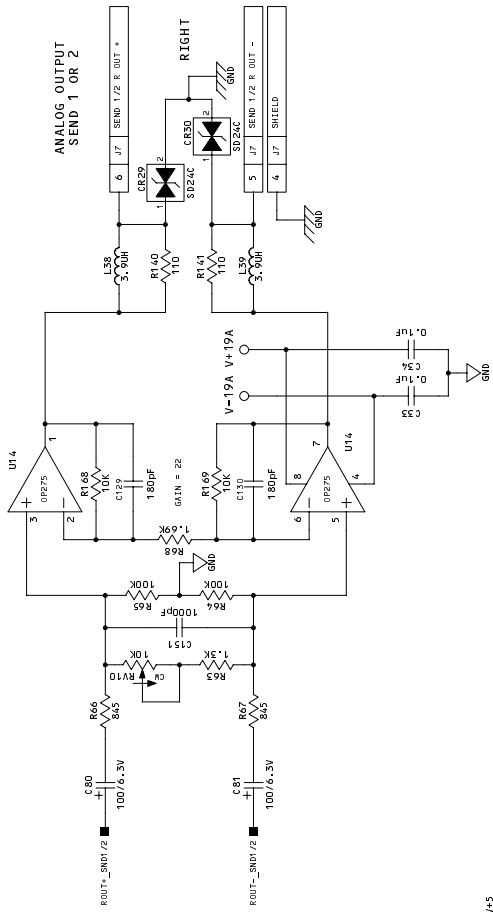 ANALOG OUTPUT
SEND 1 OR 2
RIGHT
6 J7 SEND 1/2 R OUT +
5 J7 SEND 1/2 R OUT -
4 J7 SHIELD
GND
GND
CR29
SD24C
1
2
CR30
SD24C
1
2
L38
3.9UH
R140
110
R141
110
L39
3.9UH
V+19A
V-19A
0.1uF
C34
0.1uF
C33
GND
U14
OP275
1
2
3
+
−
R168
10K
C129
180pF
GAIN = 22
R169
10K
C130
180pF
U14
OP275
7
8
4
6
5
−
+
R68
1.69K
GND
R65
100K
R64
100K
C151
1000pF
RV10
10K
CW
R63
1.3K
R66
845
R67
845
C80
+
100/6.3V
C81
+
100/6.3V
ROUT+_SND1/2
ROUT-_SND1/2
/+5